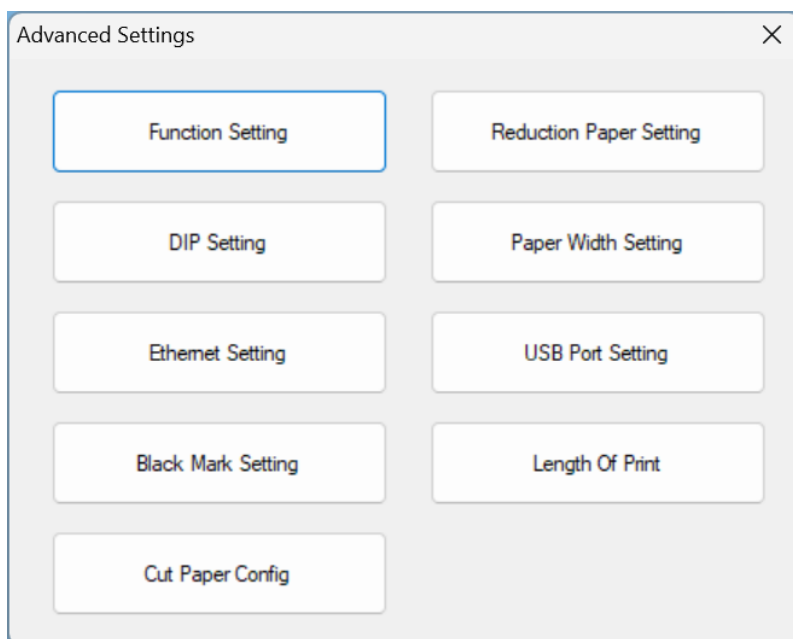 Advanced Settings
Function Setting
Reduction Paper Setting
DIP Setting
Paper Width Setting
Ethernet Setting
USB Port Setting
Black Mark Setting
Length Of Print
Cut Paper Config